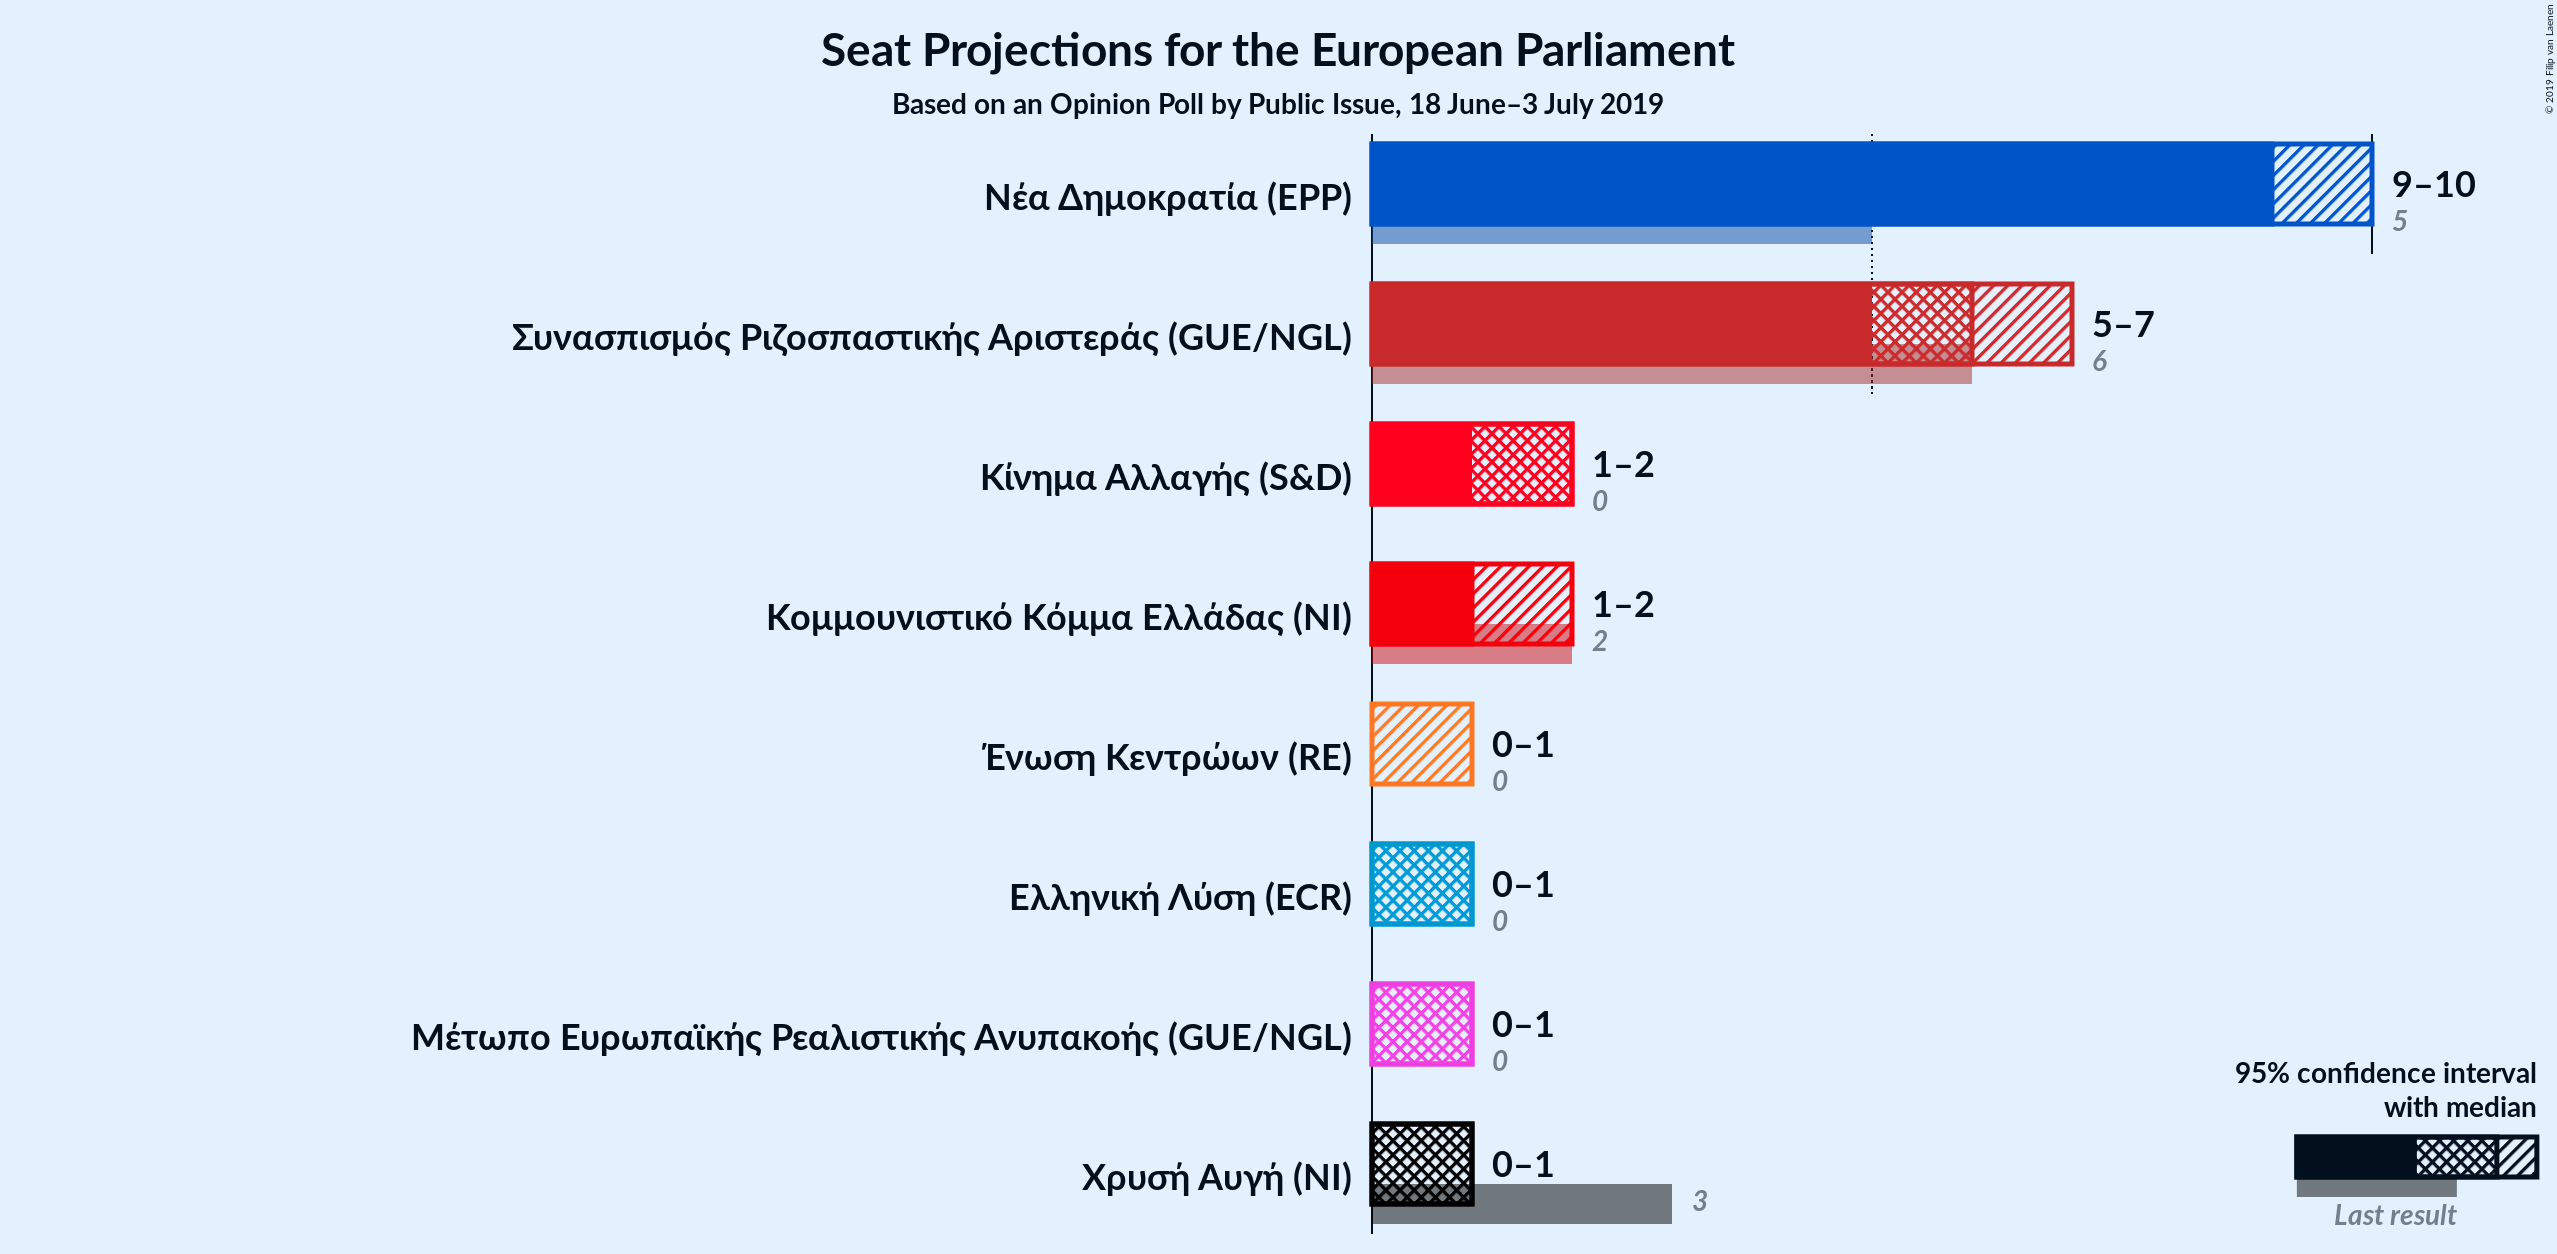 Seat Projections for the European Parliament
Based on an Opinion Poll by Public Issue, 18 June–3 July 2019
© 2019 Filip van Laenen
Νέα Δημοκρατία (EPP)
9–10
5
Συνασπισμός Ριζοσπαστικής Αριστεράς (GUE/NGL)
5–7
6
Κίνημα Αλλαγής (S&D)
1–2
0
Κομμουνιστικό Κόμμα Ελλάδας (NI)
1–2
2
Ένωση Κεντρώων (RE)
0–1
0
Ελληνική Λύση (ECR)
0–1
0
Μέτωπο Ευρωπαϊκής Ρεαλιστικής Ανυπακοής (GUE/NGL)
0–1
0
Χρυσή Αυγή (NI)
0–1
3
95% confidence interval
with median
Last result